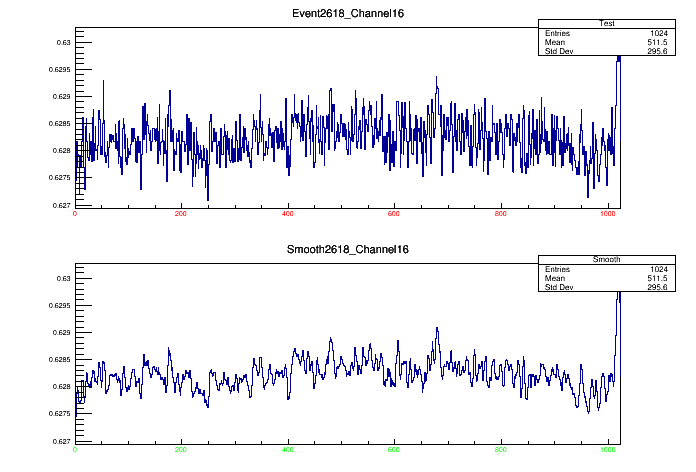 Event2618_Channel16
Test
Entries 1024
Mean 511.5
Std Dev 295.6
0.63
0.6295
0.629
0.6285
0.628
0.6275
0.627
0 200 400 600 800 1000
Smooth2618_Channel16
Smooth
Entries 1024
Mean 511.5
Std Dev 295.6
0.63
0.6295
0.629
0.6285
0.628
0.6275
0.627
0 200 400 600 800 1000